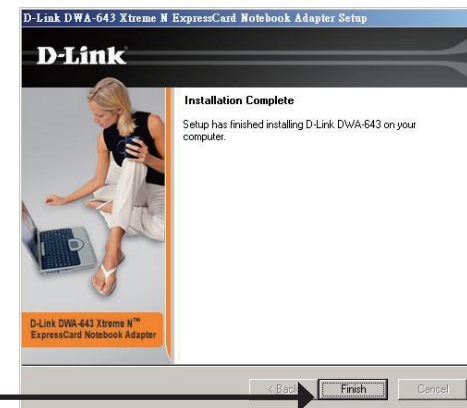 D-Link DWA-643 Xtreme N ExpressCard Notebook Adapter Setup
D-Link
Installation Complete
Setup has finished installing D-Link DWA-643 on your
computer.
D-Link DWA-643 Xtreme N™
ExpressCard Notebook Adapter
< Back
Finish
Cancel